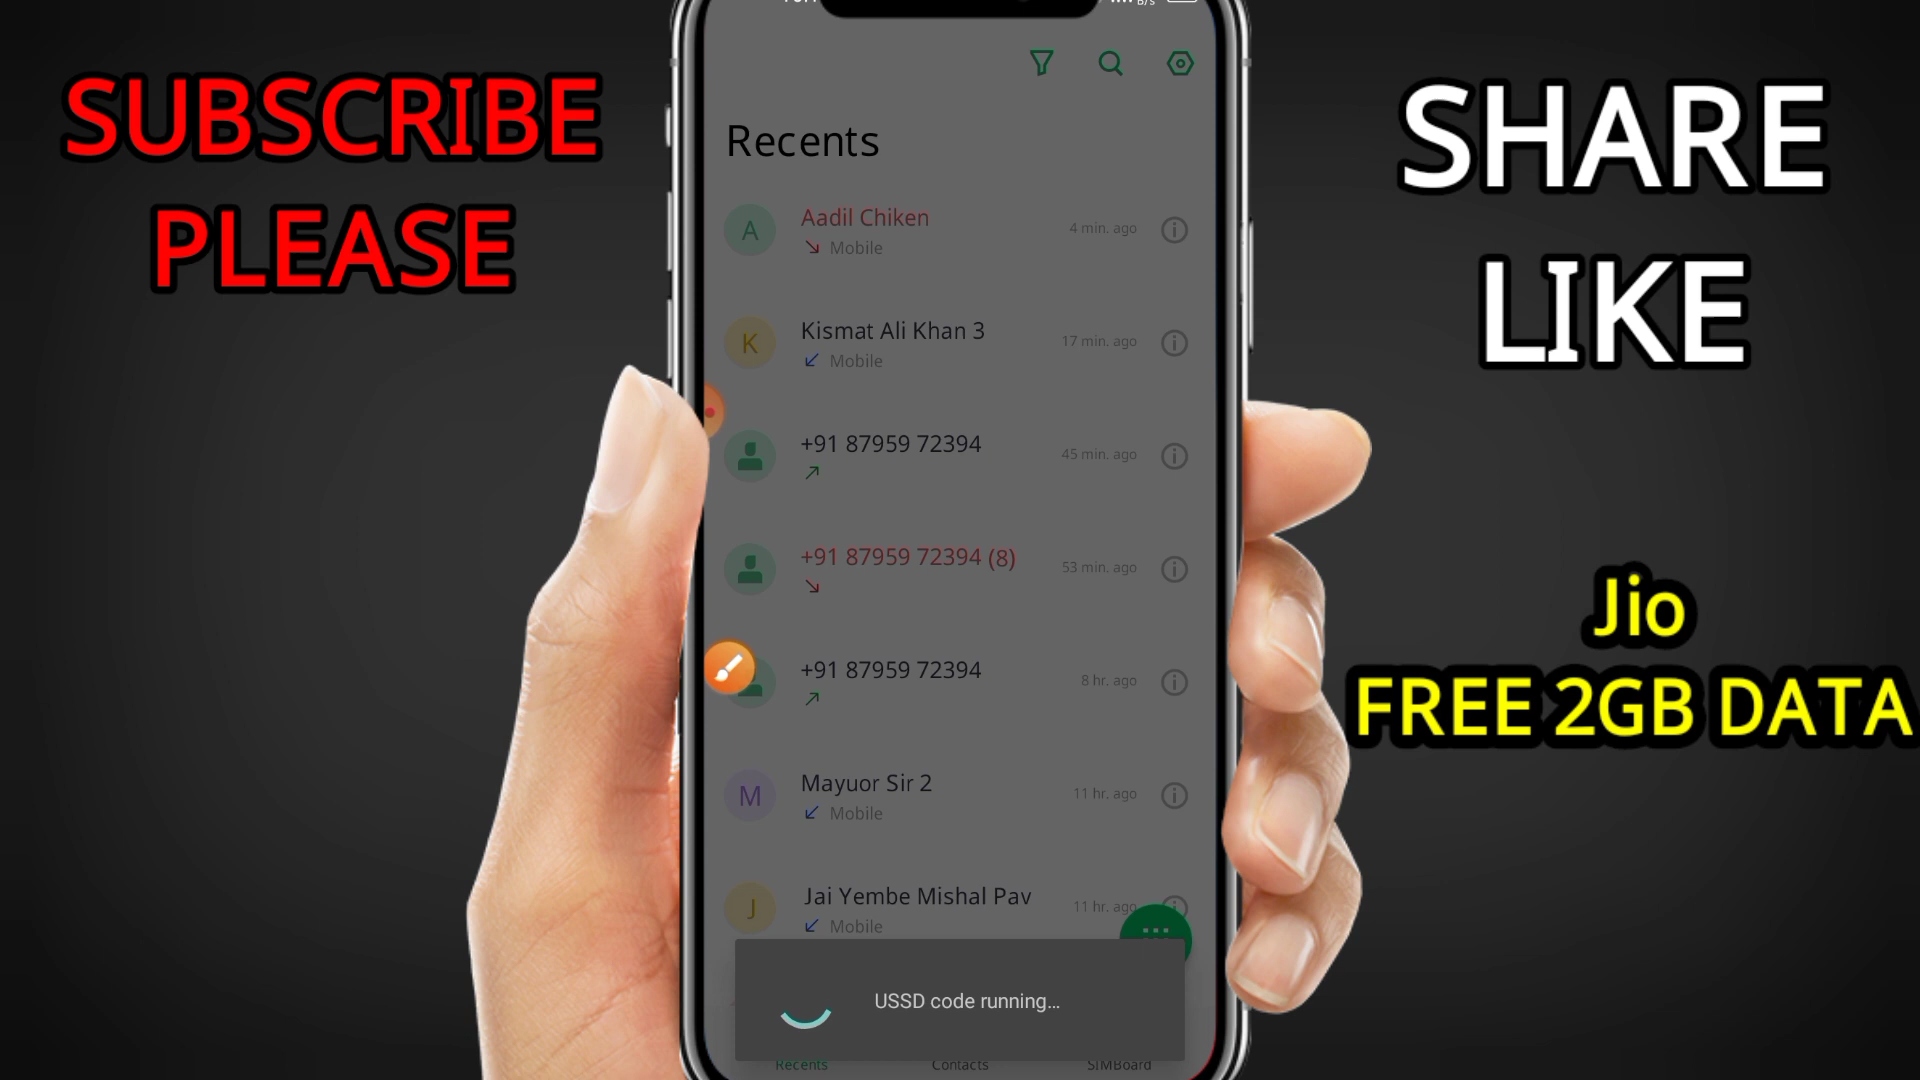 SUBSCRIBE
PLEASE
SHARE
LIKE
Jio
FREE 2GB DATA
B/s
Recents
A
Aadil Chiken
4 min. ago
Mobile
K
Kismat Ali Khan 3
17 min. ago
Mobile
+91 87959 72394
45 min. ago
+91 87959 72394 (8)
53 min. ago
+91 87959 72394
8 hr. ago
M
Mayuor Sir 2
11 hr. ago
Mobile
J
Jai Yembe Mishal Pav
11 hr. ago
Mobile
USSD code running...
Recents
Contacts
SIMBoard